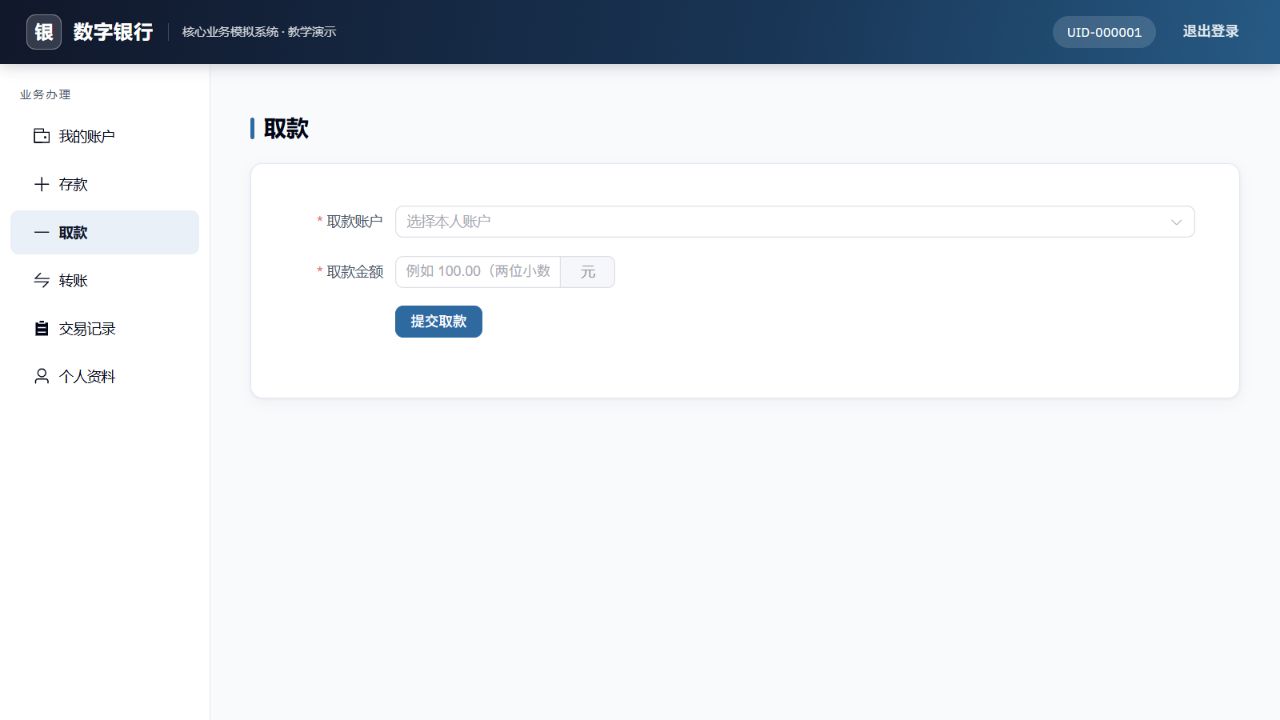 银 数字银行 核心业务模拟系统 · 教学演示 UID-000001 退出登录
业务办理
我的账户
存款
取款
转账
交易记录
个人资料
取款
* 取款账户 选择本人账户
* 取款金额 例如 100.00（两位小数 元
提交取款